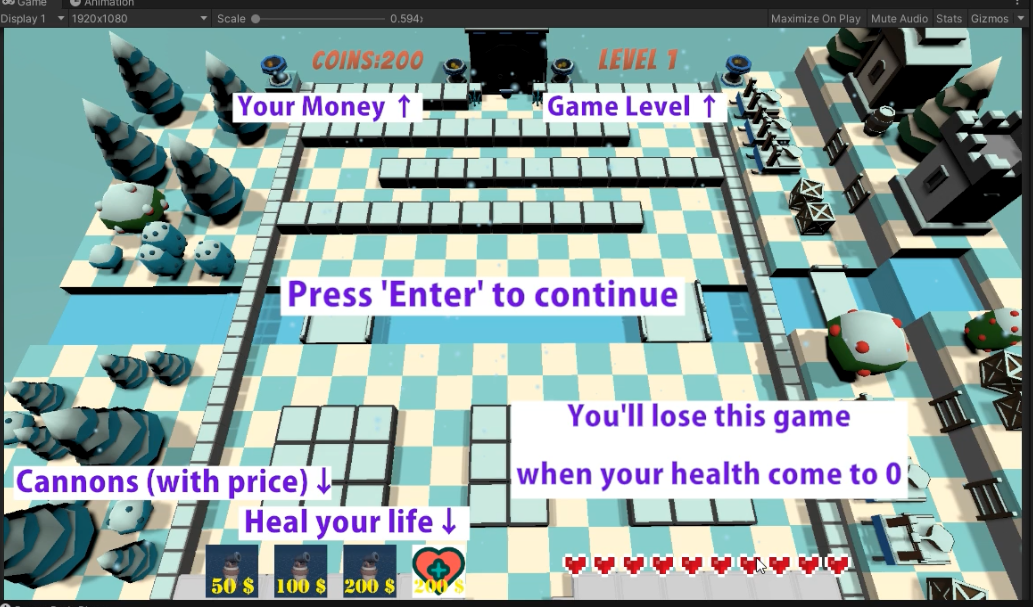 Game Animation
Display 1 1920x1080 Scale 0.594x Maximize On Play Mute Audio Stats Gizmos
COINS:200 LEVEL 1
Your Money ↑ Game Level ↑
Press 'Enter' to continue
You'll lose this game
when your health come to 0
Cannons (with price) ↓
Heal your life ↓
50 $ 100 $ 200 $ 200 $